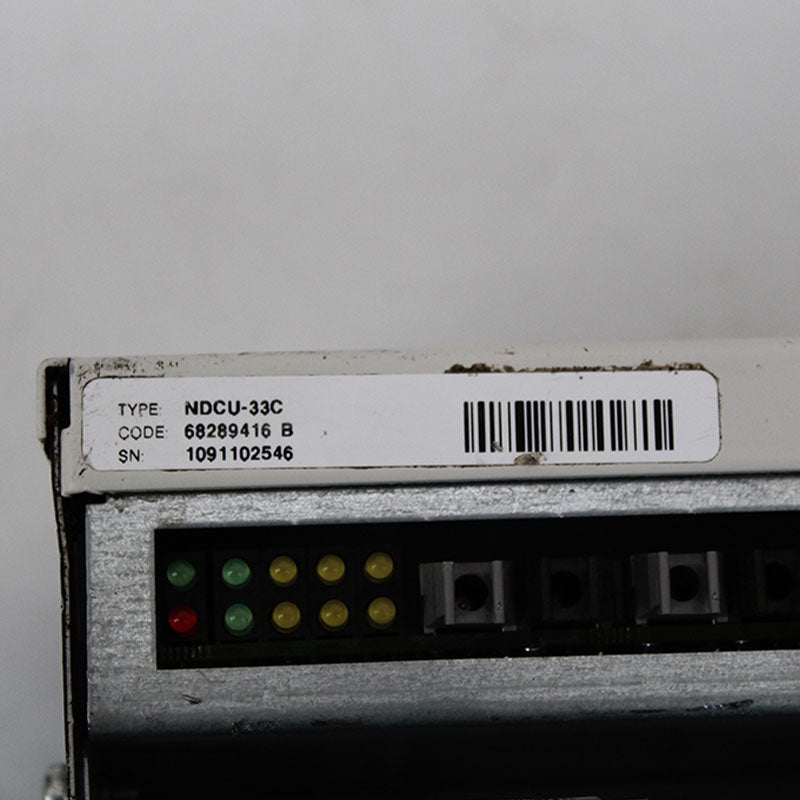 TYPE: NDCU-33C
CODE: 68289416 B
SN: 1091102546